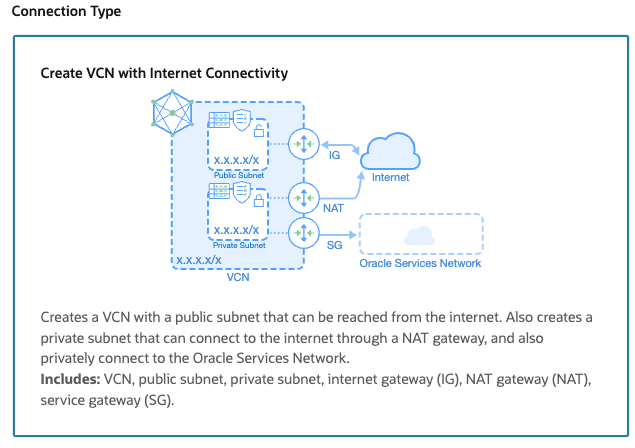 Connection Type
Create VCN with Internet Connectivity
X.X.X.X/X
Public Subnet
IG
Internet
X.X.X.X/X
Private Subnet
NAT
SG
X.X.X.X/X
Oracle Services Network
VCN
Creates a VCN with a public subnet that can be reached from the internet. Also creates a
private subnet that can connect to the internet through a NAT gateway, and also
privately connect to the Oracle Services Network.
Includes: VCN, public subnet, private subnet, internet gateway (IG), NAT gateway (NAT),
service gateway (SG).